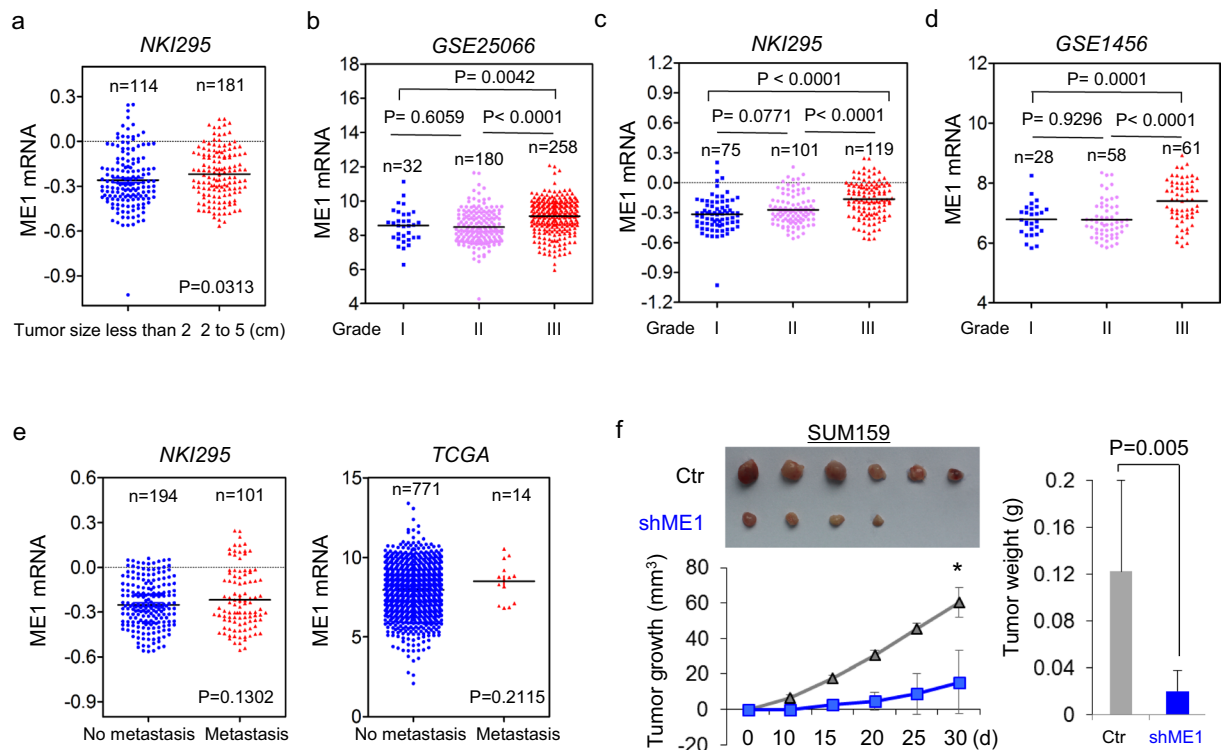 a
NKI295
n=114 n=181
ME1 mRNA
0.3
0.0
-0.3
-0.6
-0.9
P=0.0313
Tumor size less than 2 2 to 5 (cm)
b
GSE25066
P= 0.0042
P= 0.6059 P< 0.0001
n=32 n=180 n=258
ME1 mRNA
18
16
14
12
10
8
6
4
Grade I II III
c
NKI295
P < 0.0001
P= 0.0771 P< 0.0001
n=75 n=101 n=119
ME1 mRNA
1.2
0.9
0.6
0.3
0.0
-0.3
-0.6
-0.9
-1.2
Grade I II III
d
GSE1456
P= 0.0001
P= 0.9296 P< 0.0001
n=28 n=58 n=61
ME1 mRNA
12
10
8
6
4
Grade I II III
e
NKI295
n=194 n=101
ME1 mRNA
0.6
0.3
0.0
-0.3
-0.6
-0.9
P=0.1302
No metastasis Metastasis
TCGA
n=771 n=14
ME1 mRNA
15
10
5
0
P=0.2115
No metastasis Metastasis
f
SUM159
Ctr
shME1
Tumor growth (mm3)
80
60
40
20
0
-20
*
0 10 15 20 25 30 (d)
P=0.005
Tumor weight (g)
0.2
0.16
0.12
0.08
0.04
0
Ctr shME1